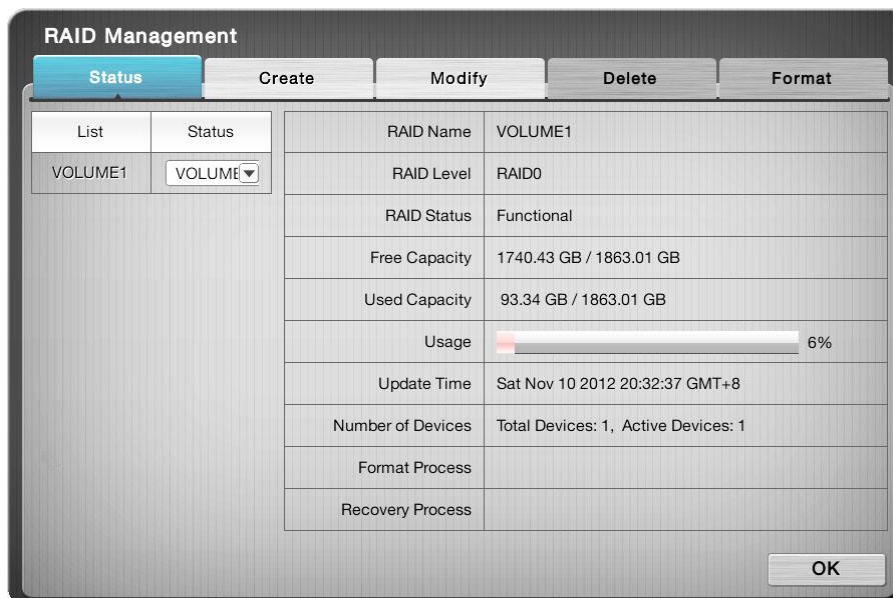 RAID Management
Status Create Modify Delete Format
List Status
VOLUME1
RAID Name VOLUME1
RAID Level RAID0
RAID Status Functional
Free Capacity 1740.43 GB / 1863.01 GB
Used Capacity 93.34 GB / 1863.01 GB
Usage 6%
Update Time Sat Nov 10 2012 20:32:37 GMT+8
Number of Devices Total Devices: 1, Active Devices: 1
Format Process
Recovery Process
OK